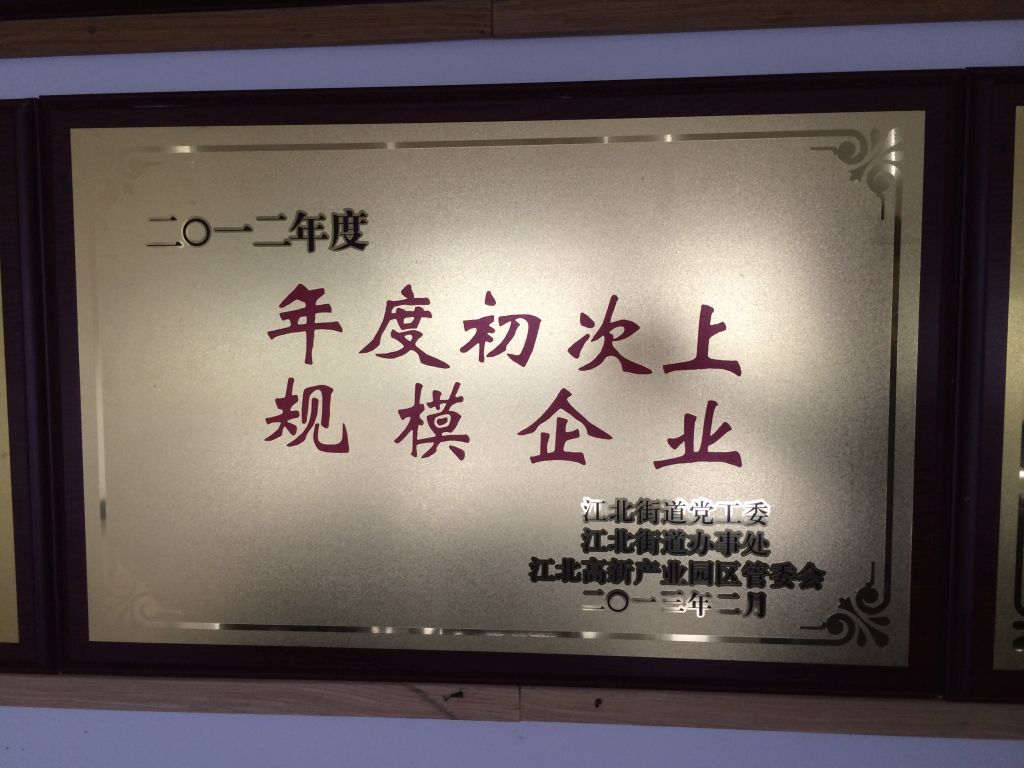 二〇一二年度
年度初次上
规模企业
江北街道党工委
江北街道办事处
江北高新产业园区管委会
二〇一三年二月